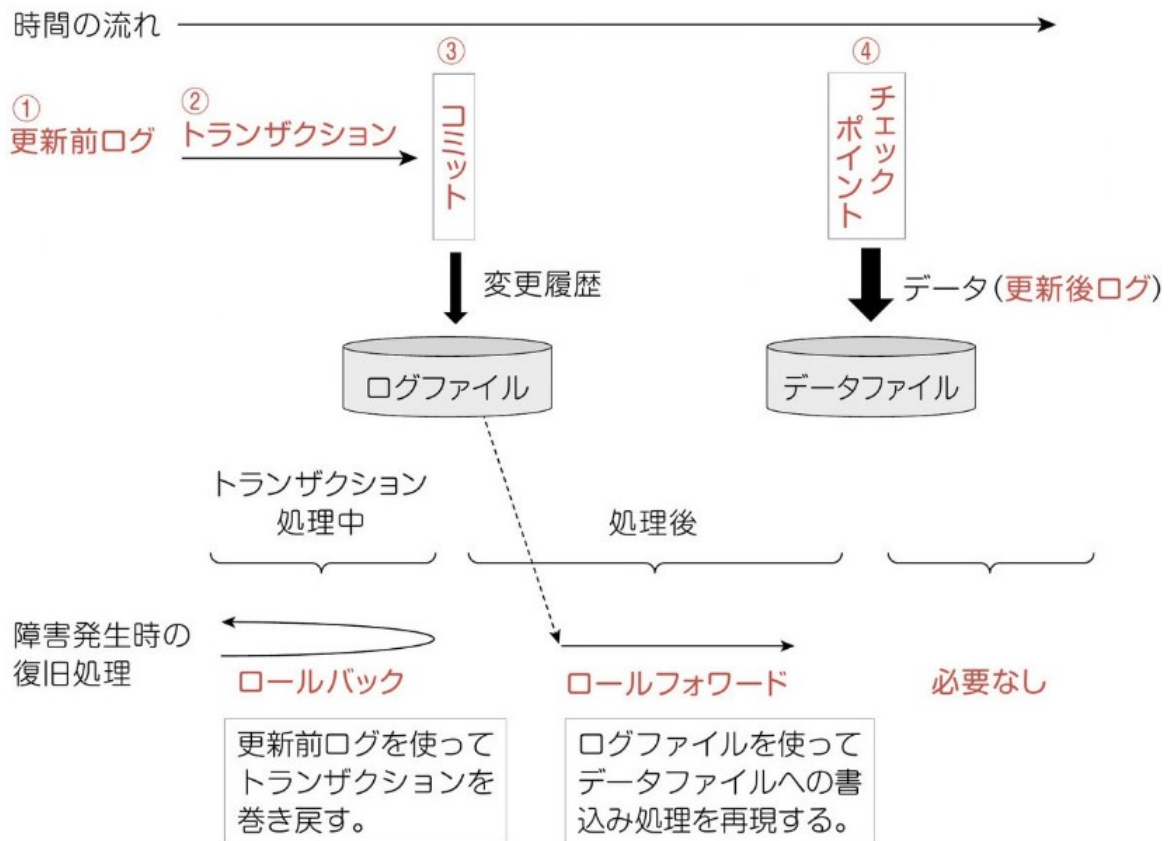 時間の流れ
③
④
①
②
更新前ログ
トランザクション
コミット
チェック
ポイント
変更履歴
データ(更新後ログ)
ログファイル
データファイル
トランザクション
処理中
処理後
障害発生時の
復旧処理
ロールバック
ロールフォワード
必要なし
更新前ログを使って
トランザクションを
巻き戻す。
ログファイルを使って
データファイルへの書
込み処理を再現する。